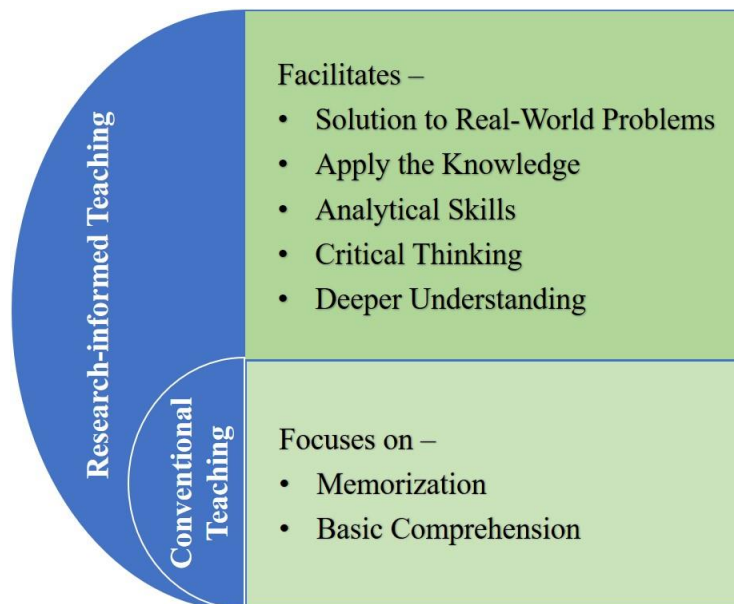 Research-informed Teaching
Facilitates –
• Solution to Real-World Problems
• Apply the Knowledge
• Analytical Skills
• Critical Thinking
• Deeper Understanding
Conventional
Teaching
Focuses on –
• Memorization
• Basic Comprehension